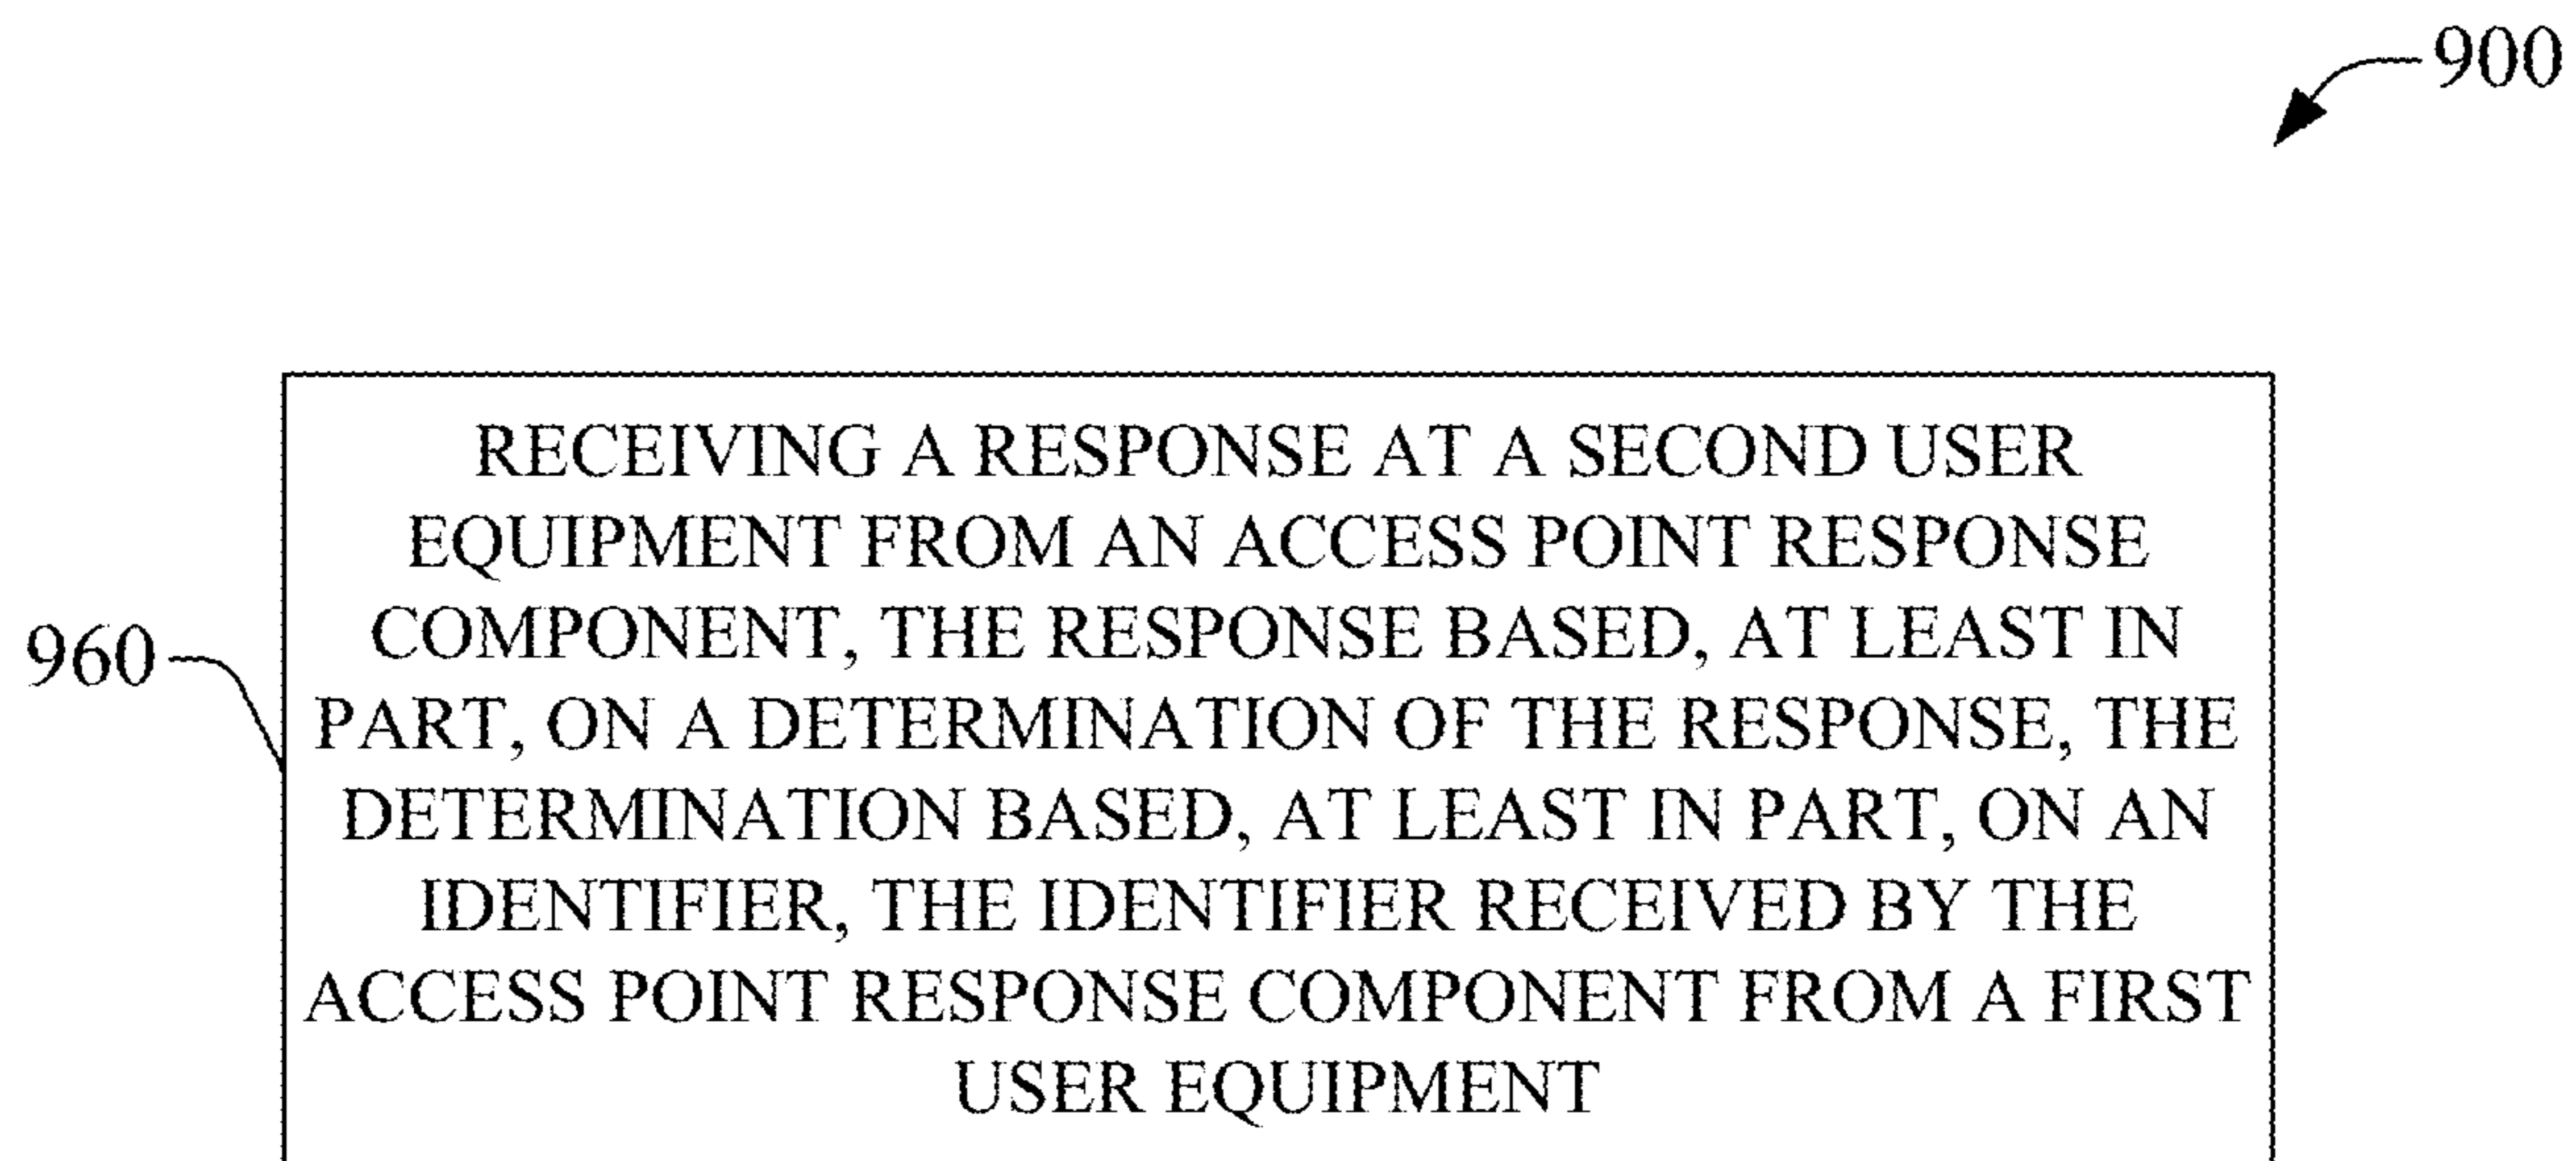 900
RECEIVING A RESPONSE AT A SECOND USER
EQUIPMENT FROM AN ACCESS POINT RESPONSE
COMPONENT, THE RESPONSE BASED, AT LEAST IN
960
PART, ON A DETERMINATION OF THE RESPONSE, THE
DETERMINATION BASED, AT LEAST IN PART, ON AN
IDENTIFIER, THE IDENTIFIER RECEIVED BY THE
ACCESS POINT RESPONSE COMPONENT FROM A FIRST
USER EQUIPMENT